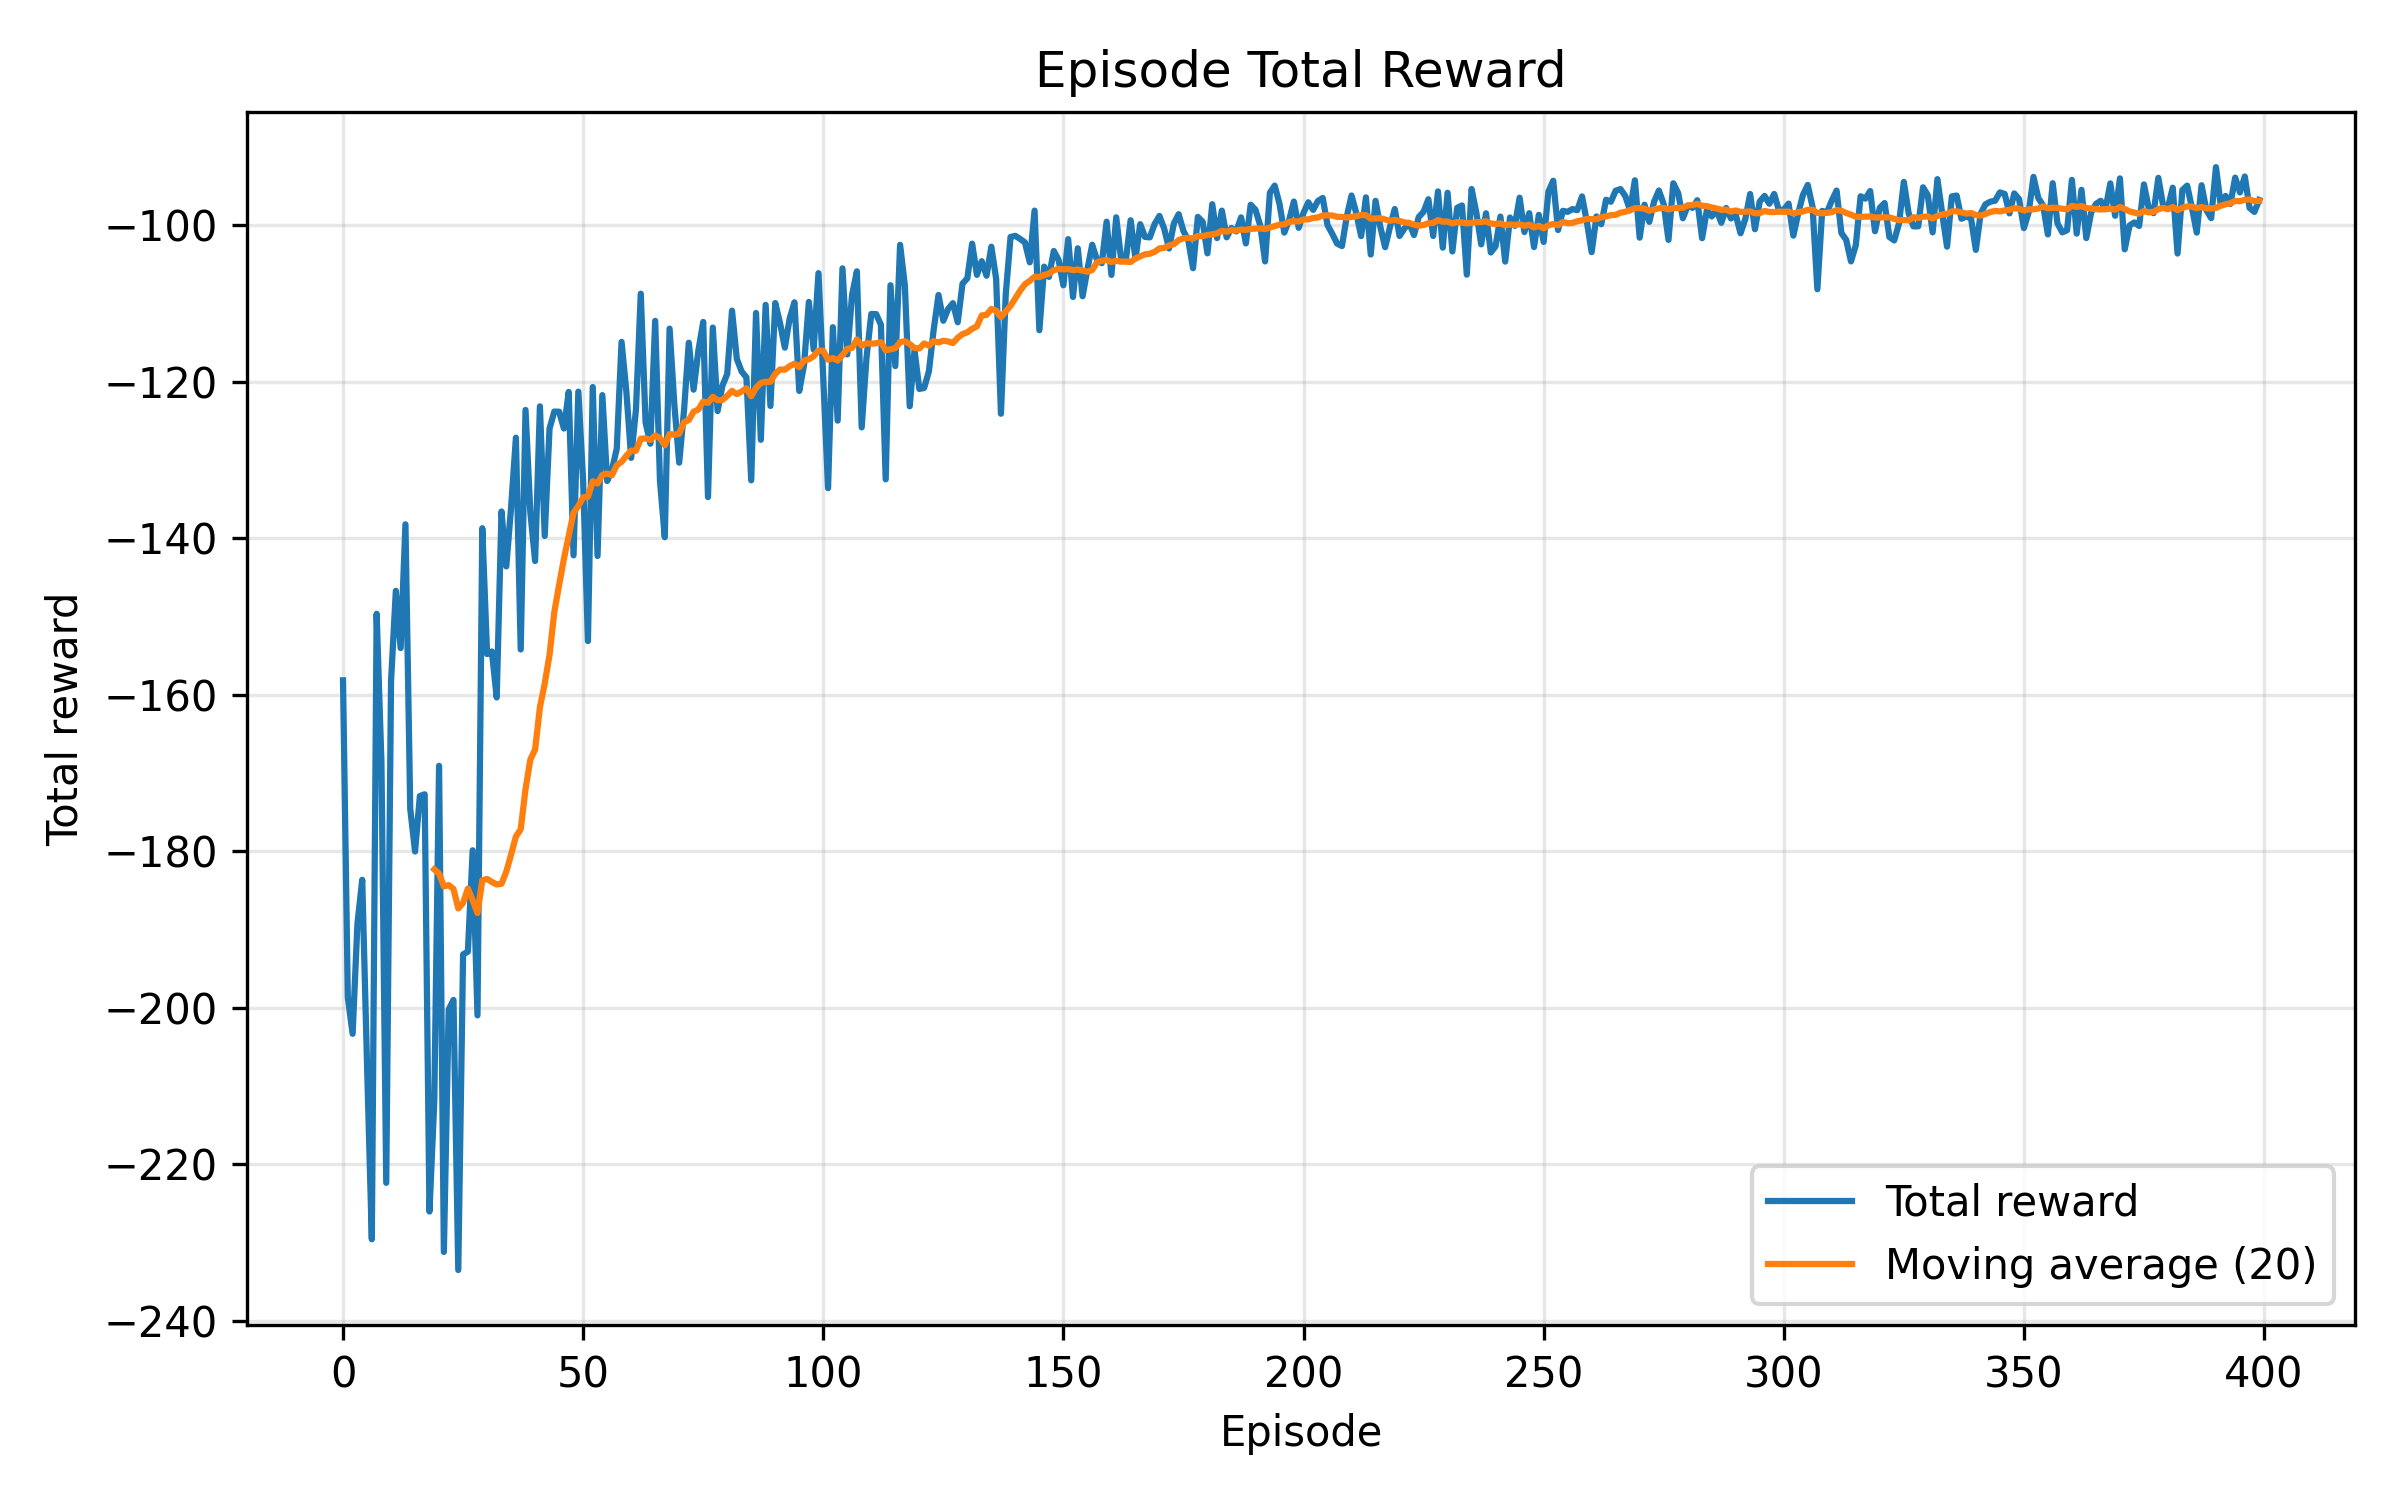 Episode Total Reward
Total reward
−100
−120
−140
−160
−180
−200
−220
−240
0 50 100 150 200 250 300 350 400
Episode
Total reward
Moving average (20)